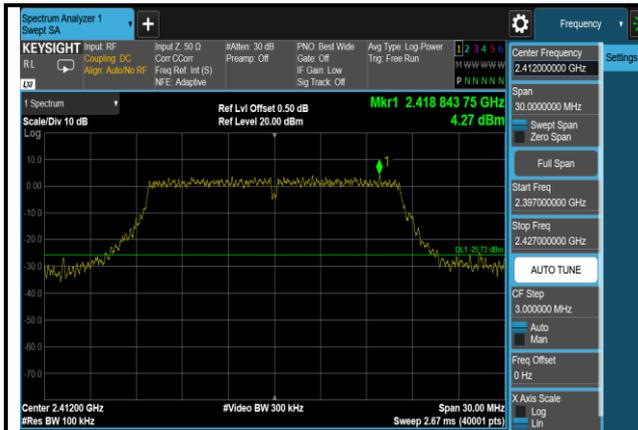 Spectrum Analyzer 1
Swept SA
+
Frequency
KEYSIGHT
RL
LXI
Input: RF
Coupling: DC
Align: Auto/No RF
Input Z: 50 Ω
Corr CCorr
Freq Ref: Int (S)
NFE: Adaptive
#Atten: 30 dB
Preamp: Off
PNO: Best Wide
Gate: Off
IF Gain: Low
Sig Track: Off
Avg Type: Log-Power
Trig: Free Run
1 2 3 4 5 6
M W W W W W
P N N N N N
1 Spectrum
Scale/Div 10 dB
Log
Ref Lvl Offset 0.50 dB
Ref Level 20.00 dBm
Mkr1 2.418 843 75 GHz
4.27 dBm
10.0
0.00
-10.0
-20.0
-30.0
-40.0
-50.0
-60.0
-70.0
1
DL1 -25.73 dBm
Center 2.41200 GHz
#Res BW 100 kHz
#Video BW 300 kHz
Span 30.00 MHz
Sweep 2.67 ms (40001 pts)
Center Frequency
2.412000000 GHz
Settings
Span
30.0000000 MHz
Swept Span
Zero Span
Full Span
Start Freq
2.397000000 GHz
Stop Freq
2.427000000 GHz
AUTO TUNE
CF Step
3.000000 MHz
Auto
Man
Freq Offset
0 Hz
X Axis Scale
Log
Lin